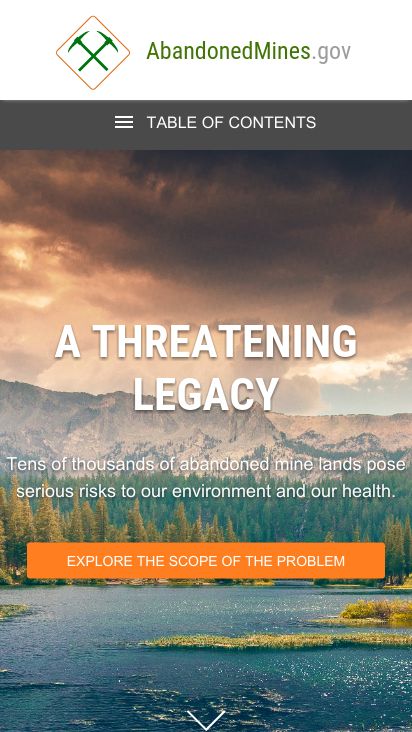 AbandonedMines.gov
TABLE OF CONTENTS
A THREATENING
LEGACY
Tens of thousands of abandoned mine lands pose
serious risks to our environment and our health.
EXPLORE THE SCOPE OF THE PROBLEM